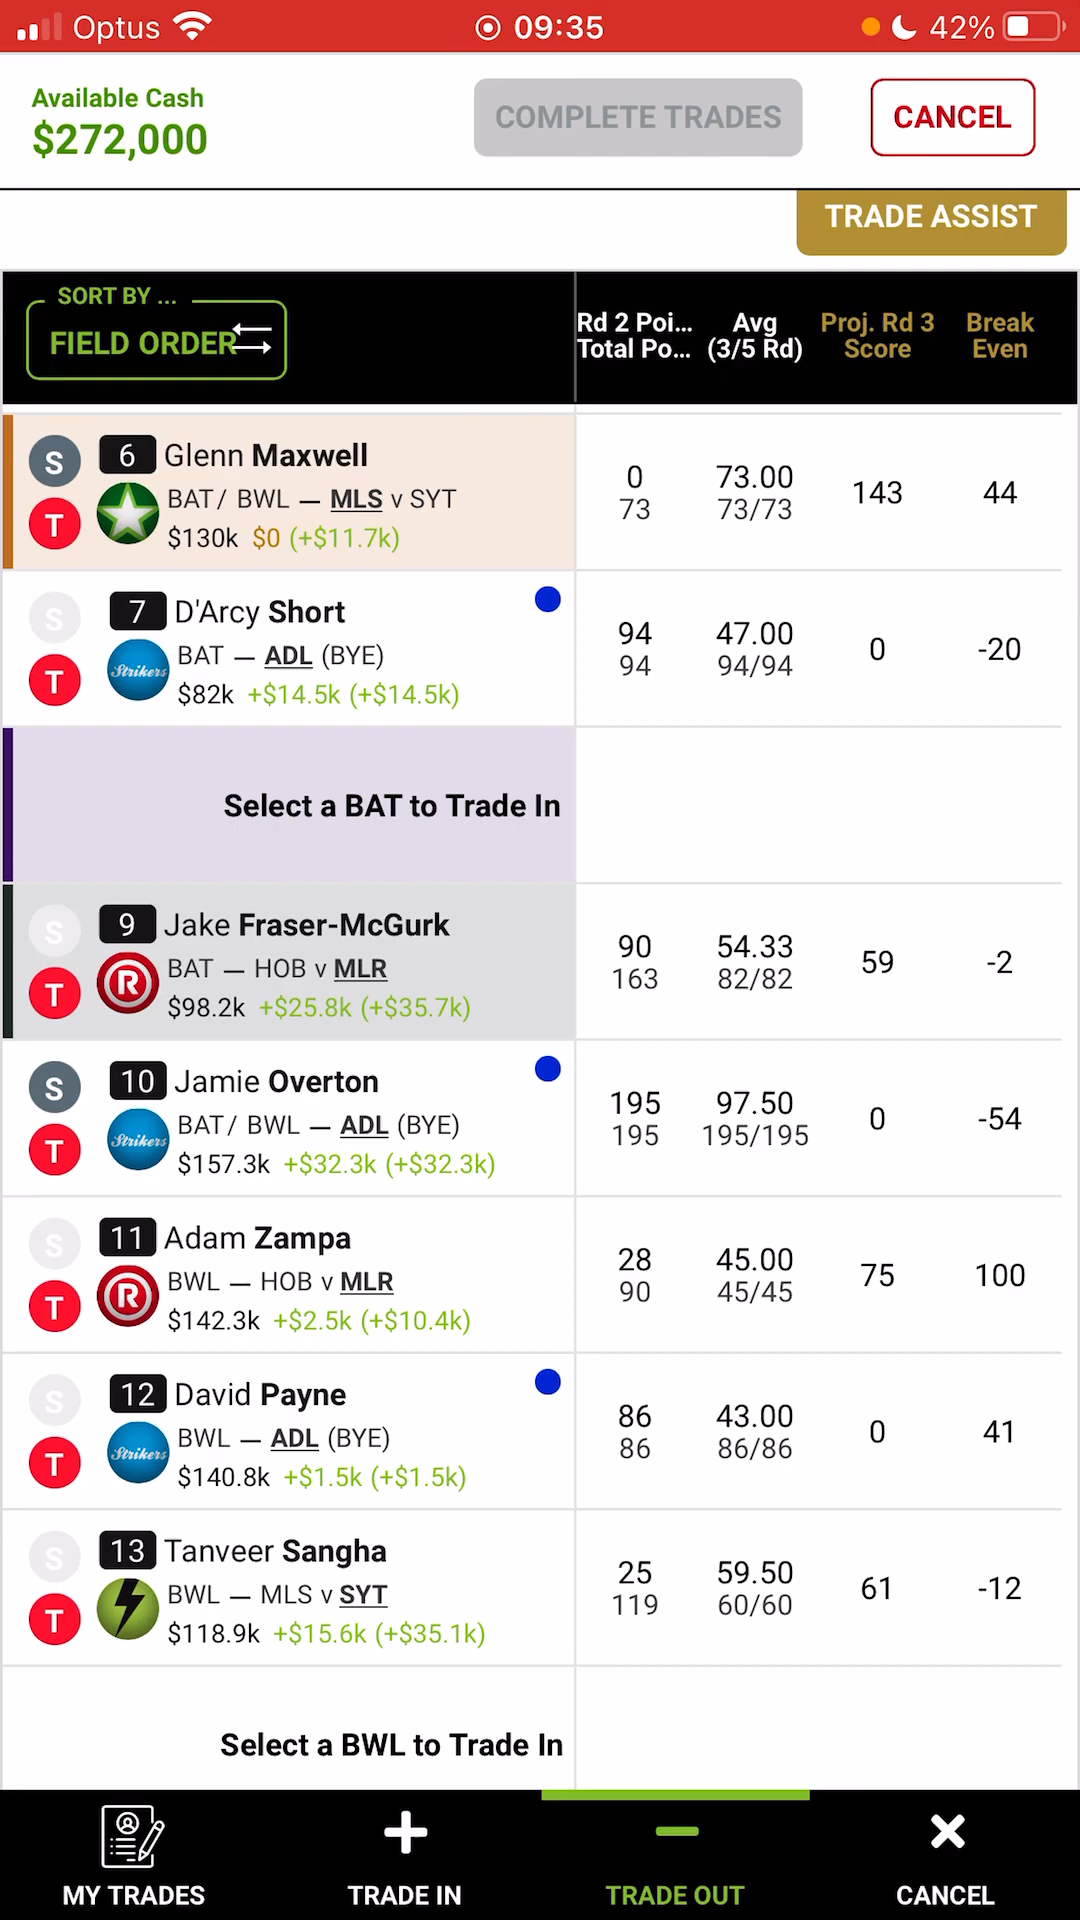 Optus 09:35 42%
Available Cash
$272,000
COMPLETE TRADES
CANCEL
TRADE ASSIST
SORT BY ...
FIELD ORDER
Rd 2 Poi... Avg Proj. Rd 3 Break
Total Po... (3/5 Rd) Score Even
S 6 Glenn Maxwell
BAT/ BWL — MLS v SYT
T $130k $0 (+$11.7k)
0 73.00 143 44
73 73/73
S 7 D'Arcy Short
BAT — ADL (BYE)
Strikers
T $82k +$14.5k (+$14.5k)
94 47.00 0 -20
94 94/94
Select a BAT to Trade In
S 9 Jake Fraser-McGurk
BAT — HOB v MLR
R
T $98.2k +$25.8k (+$35.7k)
90 54.33 59 -2
163 82/82
S 10 Jamie Overton
BAT/ BWL — ADL (BYE)
Strikers
T $157.3k +$32.3k (+$32.3k)
195 97.50 0 -54
195 195/195
S 11 Adam Zampa
BWL — HOB v MLR
R
T $142.3k +$2.5k (+$10.4k)
28 45.00 75 100
90 45/45
S 12 David Payne
BWL — ADL (BYE)
Strikers
T $140.8k +$1.5k (+$1.5k)
86 43.00 0 41
86 86/86
S 13 Tanveer Sangha
BWL — MLS v SYT
T $118.9k +$15.6k (+$35.1k)
25 59.50 61 -12
119 60/60
Select a BWL to Trade In
MY TRADES TRADE IN TRADE OUT CANCEL